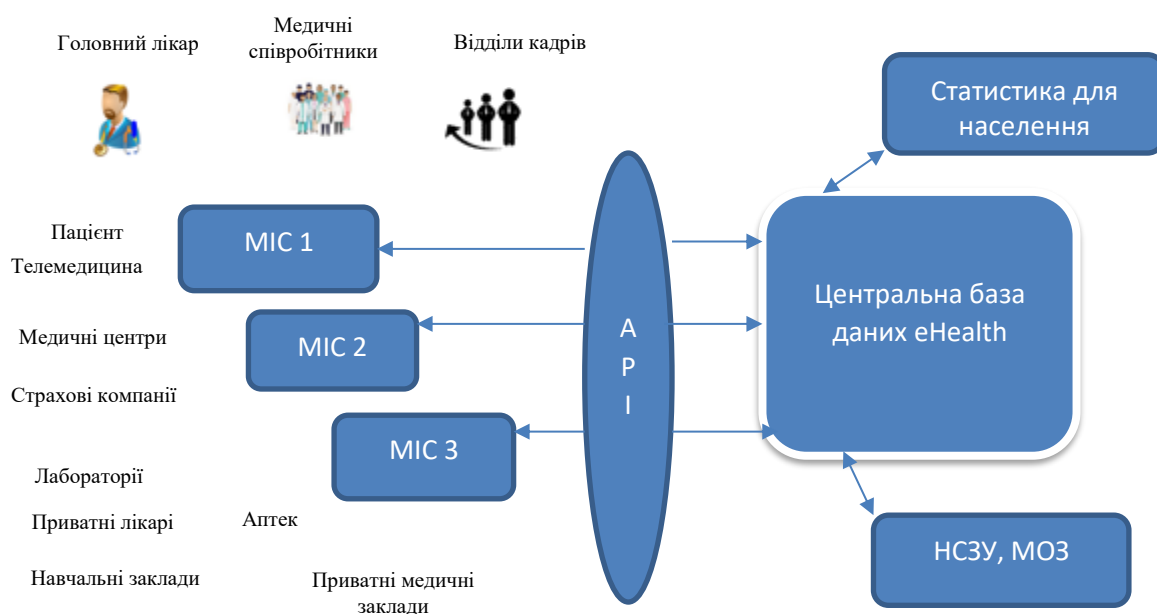 Головний лікар
Медичні
співробітники
Відділи кадрів
Статистика для
населення
МІС 1
Пацієнт
Телемедицина
Центральна база
даних eHealth
МІС 2
Медичні центри
А
Р
І
Страхові компанії
МІС 3
Лабораторії
Приватні лікарі
Аптек
НСЗУ, МОЗ
Навчальні заклади
Приватні медичні
заклади